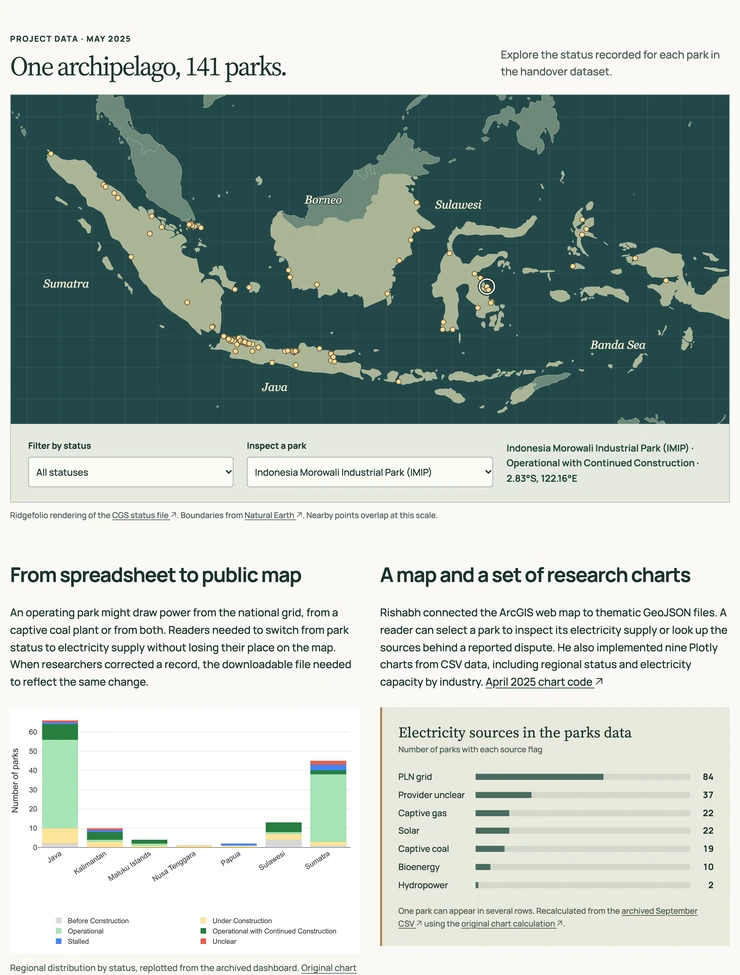 PROJECT DATA · MAY 2025
One archipelago, 141 parks.
Explore the status recorded for each park in
the handover dataset.
Borneo
Sulawesi
Sumatra
Banda Sea
Java
Filter by status
All statuses
Inspect a park
Indonesia Morowali Industrial Park (IMIP)
Indonesia Morowali Industrial Park (IMIP) ·
Operational with Continued Construction ·
2.83°S, 122.16°E
Ridgefolio rendering of the CGS status file ↗. Boundaries from Natural Earth ↗. Nearby points overlap at this scale.
From spreadsheet to public map
An operating park might draw power from the national grid, from a
captive coal plant or from both. Readers needed to switch from park
status to electricity supply without losing their place on the map.
When researchers corrected a record, the downloadable file needed
to reflect the same change.
Number of parks
60
50
40
30
20
10
0
Java
Kalimantan
Maluku Islands
Nusa Tenggara
Papua
Sulawesi
Sumatra
Before Construction
Under Construction
Operational
Operational with Continued Construction
Stalled
Unclear
Regional distribution by status, replotted from the archived dashboard. Original chart
A map and a set of research charts
Rishabh connected the ArcGIS web map to thematic GeoJSON files. A
reader can select a park to inspect its electricity supply or look up the
sources behind a reported dispute. He also implemented nine Plotly
charts from CSV data, including regional status and electricity
capacity by industry. April 2025 chart code ↗
Electricity sources in the parks data
Number of parks with each source flag
PLN grid 84
Provider unclear 37
Captive gas 22
Solar 22
Captive coal 19
Bioenergy 10
Hydropower 2
One park can appear in several rows. Recalculated from the archived September
CSV ↗ using the original chart calculation ↗.